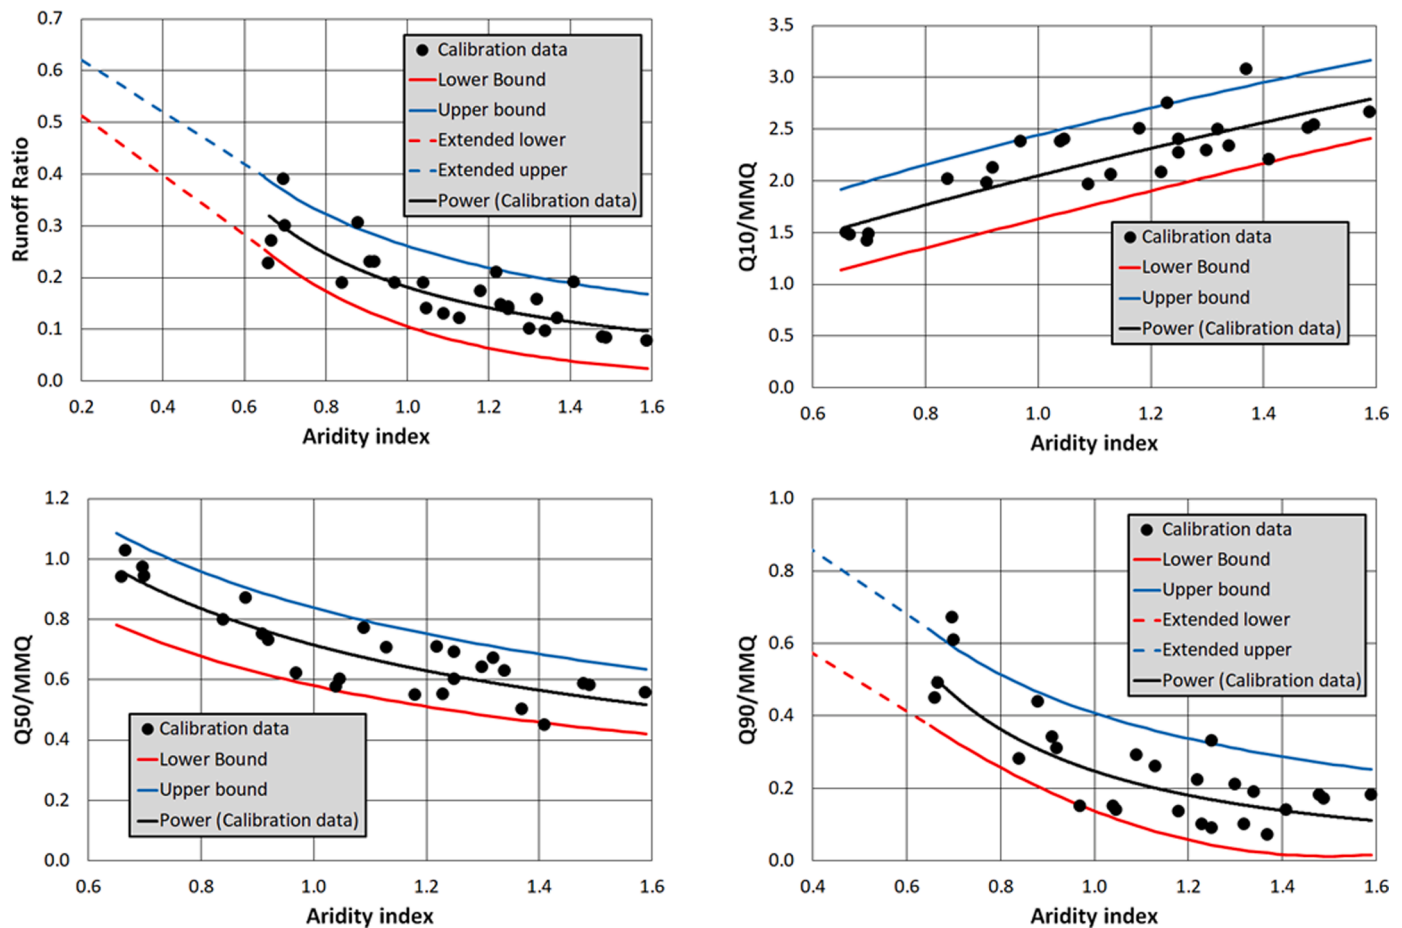 0.7
0.6
0.5
0.4
0.3
0.2
0.1
0.0
Runoff Ratio
Calibration data
Lower Bound
Upper bound
Extended lower
Extended upper
Power (Calibration data)
0.2 0.4 0.6 0.8 1.0 1.2 1.4 1.6
Aridity index
3.5
3.0
2.5
2.0
1.5
1.0
0.5
0.0
Q10/MMQ
Calibration data
Lower Bound
Upper bound
Power (Calibration data)
0.6 0.8 1.0 1.2 1.4 1.6
Aridity index
1.2
1.0
0.8
0.6
0.4
0.2
0.0
Q50/MMQ
Calibration data
Lower Bound
Upper bound
Power (Calibration data)
0.6 0.8 1.0 1.2 1.4 1.6
Aridity index
1.0
0.8
0.6
0.4
0.2
0.0
Q90/MMQ
Calibration data
Lower Bound
Upper bound
Extended lower
Extended upper
Power (Calibration data)
0.4 0.6 0.8 1.0 1.2 1.4 1.6
Aridity index